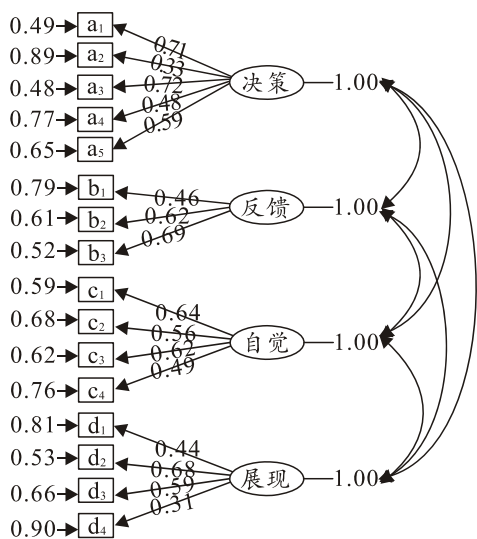 0.49 a₁
0.71
0.89 a₂
0.33
0.48 a₃
0.72
决策 1.00
0.77 a₄
0.48
0.59
0.65 a₅
0.79 b₁
0.46
0.61 b₂
0.62
反馈 1.00
0.52 b₃
0.69
0.59 c₁
0.64
0.68 c₂
0.56
自觉 1.00
0.62 c₃
0.62
0.76 c₄
0.49
0.81 d₁
0.44
0.53 d₂
0.68
展现 1.00
0.66 d₃
0.59
0.90 d₄
0.31